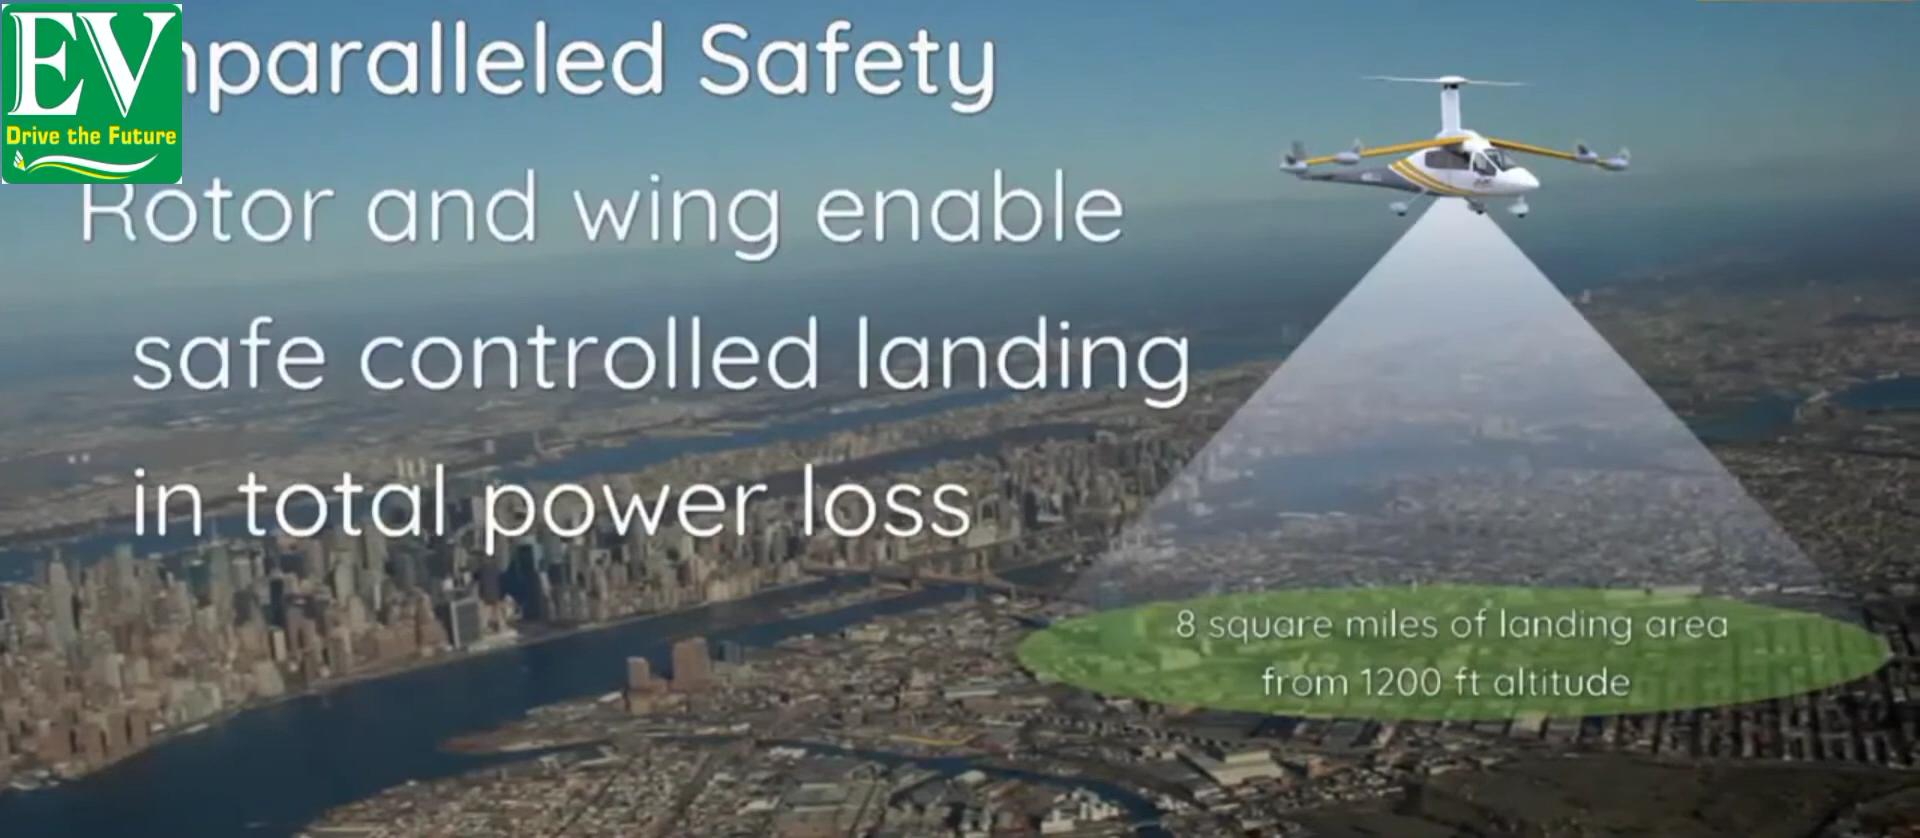 EV
Drive the Future
nparalleled Safety
Rotor and wing enable
safe controlled landing
in total power loss
8 square miles of landing area
from 1200 ft altitude